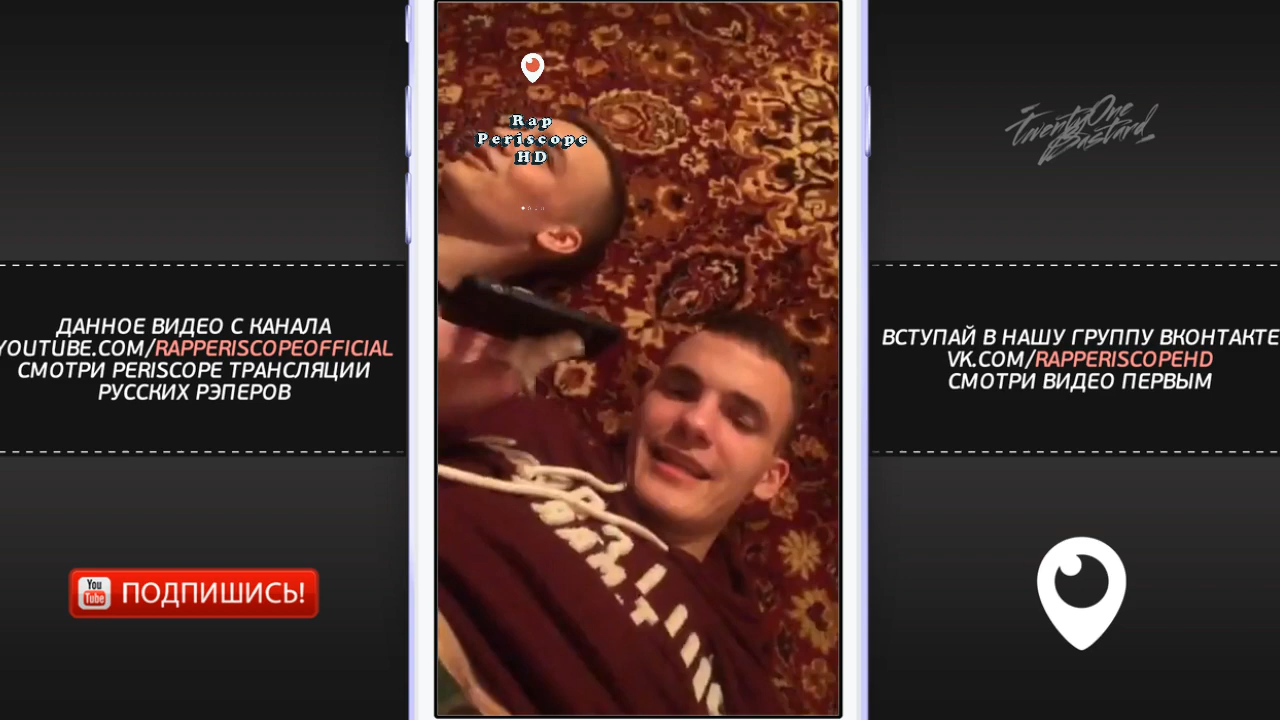 Rap
Periscope
HD
TwentyOne
Bastard
ДАННОЕ ВИДЕО С КАНАЛА
YOUTUBE.COM/RAPPERISCOPEOFFICIAL
СМОТРИ PERISCOPE ТРАНСЛЯЦИИ
РУССКИХ РЭПЕРОВ
ВСТУПАЙ В НАШУ ГРУППУ ВКОНТАКТЕ
VK.COM/RAPPERISCOPEHD
СМОТРИ ВИДЕО ПЕРВЫМ
You
Tube
ПОДПИШИСЬ!